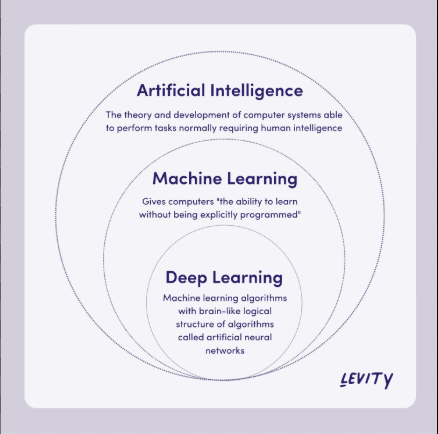 Artificial Intelligence
The theory and development of computer systems able
to perform tasks normally requiring human intelligence
Machine Learning
Gives computers "the ability to learn
without being explicitly programmed"
Deep Learning
Machine learning algorithms
with brain-like logical
structure of algorithms
called artificial neural
networks
LEVITY